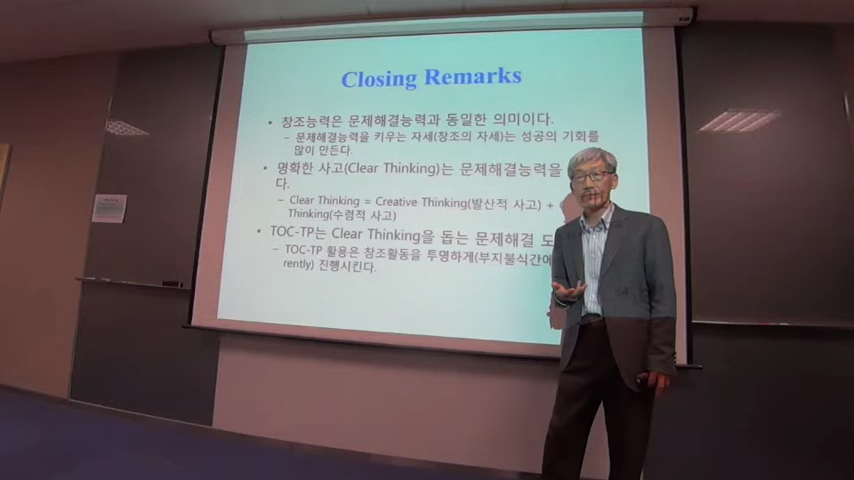 Closing Remarks
• 창조능력은 문제해결능력과 동일한 의미이다.
– 문제해결능력을 키우는 자세(창조의 자세)는 성공의 기회를
많이 만든다.
• 명확한 사고(Clear Thinking)는 문제해결능력을
다.
– Clear Thinking = Creative Thinking(발산적 사고) +
Thinking(수렴적 사고)
• TOC-TP는 Clear Thinking을 돕는 문제해결 도
– TOC-TP 활용은 창조활동을 투명하게(부지불식간에
rently) 진행시킨다.